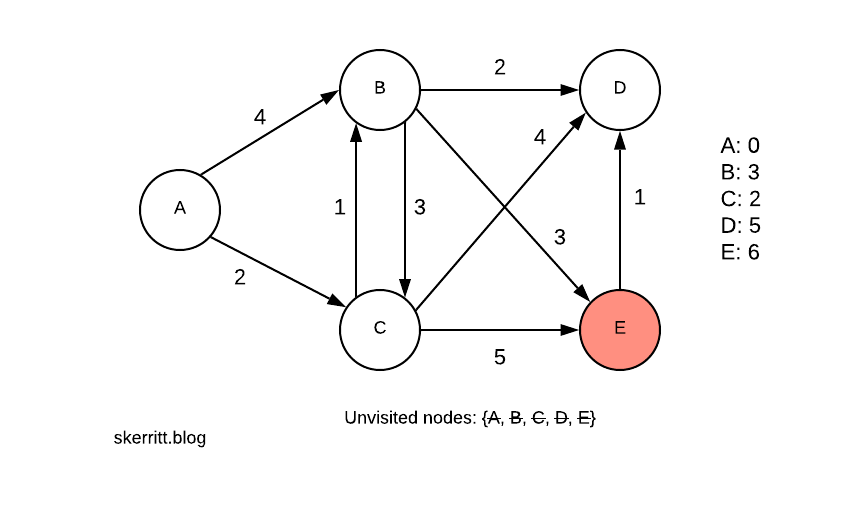 2
B
D
4
4
A: 0
B: 3
C: 2
D: 5
E: 6
A
1
3
1
3
2
C
E
5
Unvisited nodes: {A, B, C, D, E}
skerritt.blog